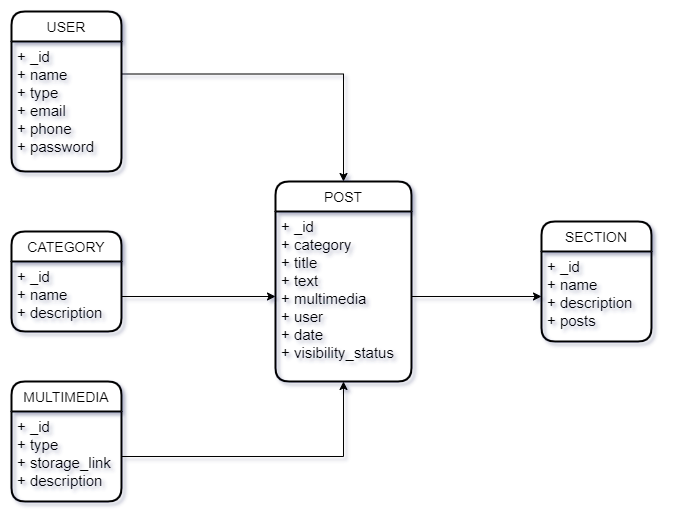 USER
+ _id
+ name
+ type
+ email
+ phone
+ password
CATEGORY
+ _id
+ name
+ description
MULTIMEDIA
+ _id
+ type
+ storage_link
+ description
POST
+ _id
+ category
+ title
+ text
+ multimedia
+ user
+ date
+ visibility_status
SECTION
+ _id
+ name
+ description
+ posts